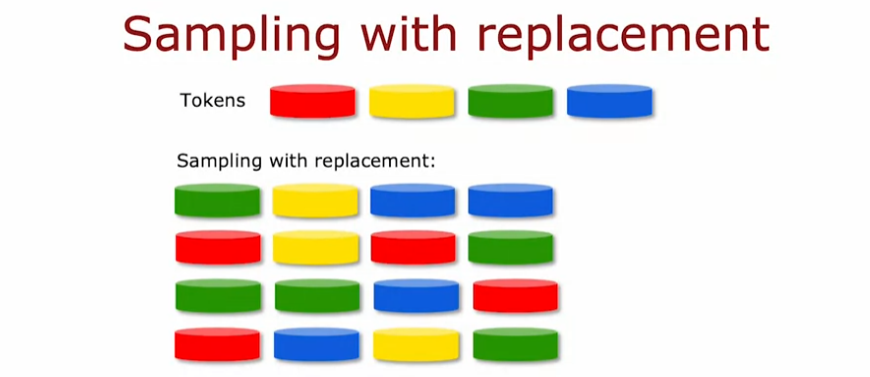 Sampling with replacement
Tokens
Sampling with replacement: